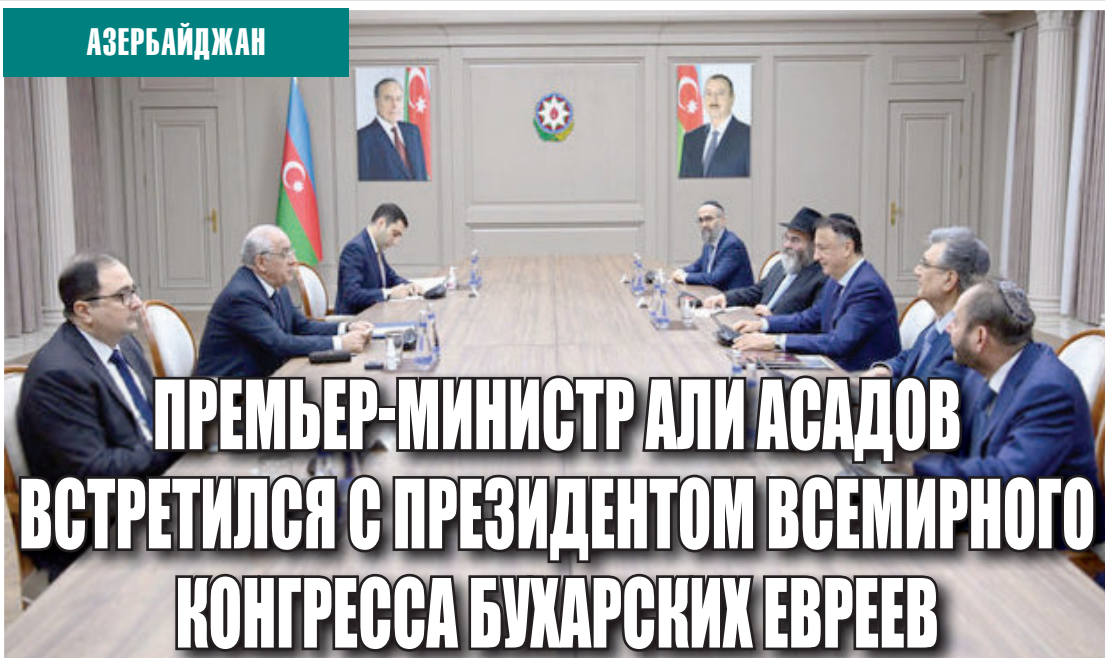 АЗЕРБАЙДЖАН
ПРЕМЬЕР-МИНИСТР АЛИ АСАДОВ
ВСТРЕТИЛСЯ С ПРЕЗИДЕНТОМ ВСЕМИРНОГО
КОНГРЕССА БУХАРСКИХ ЕВРЕЕВ